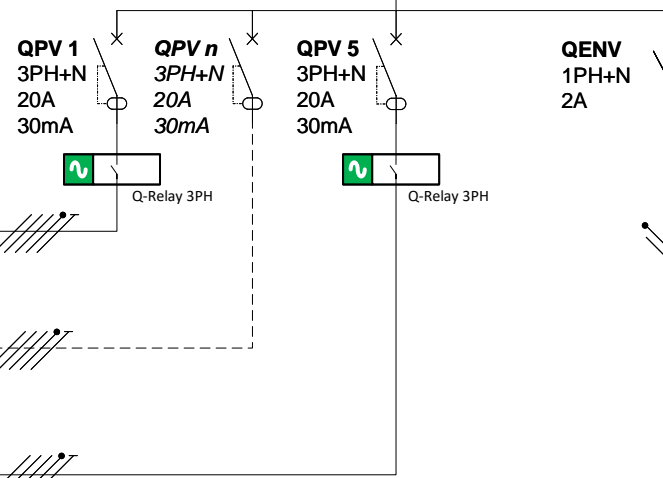 QPV 1
3PH+N
20A
30mA
QPV n
3PH+N
20A
30mA
QPV 5
3PH+N
20A
30mA
QENV
1PH+N
2A
Q-Relay 3PH
Q-Relay 3PH